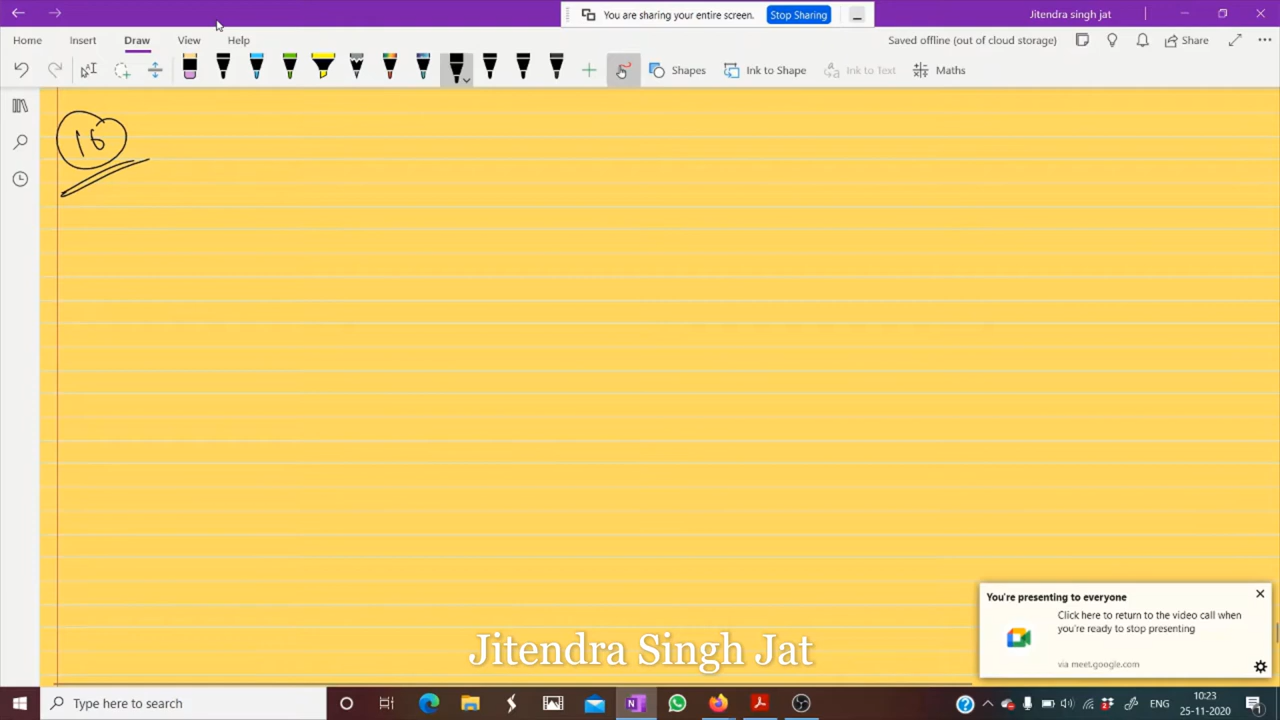 You are sharing your entire screen.
Stop Sharing
Jitendra singh jat
Home
Insert
Draw
View
Help
Saved offline (out of cloud storage)
Share
Shapes
Ink to Shape
Ink to Text
Maths
16
You're presenting to everyone
Click here to return to the video call when
you're ready to stop presenting
via meet.google.com
Jitendra Singh Jat
Type here to search
ENG
10:23
25-11-2020